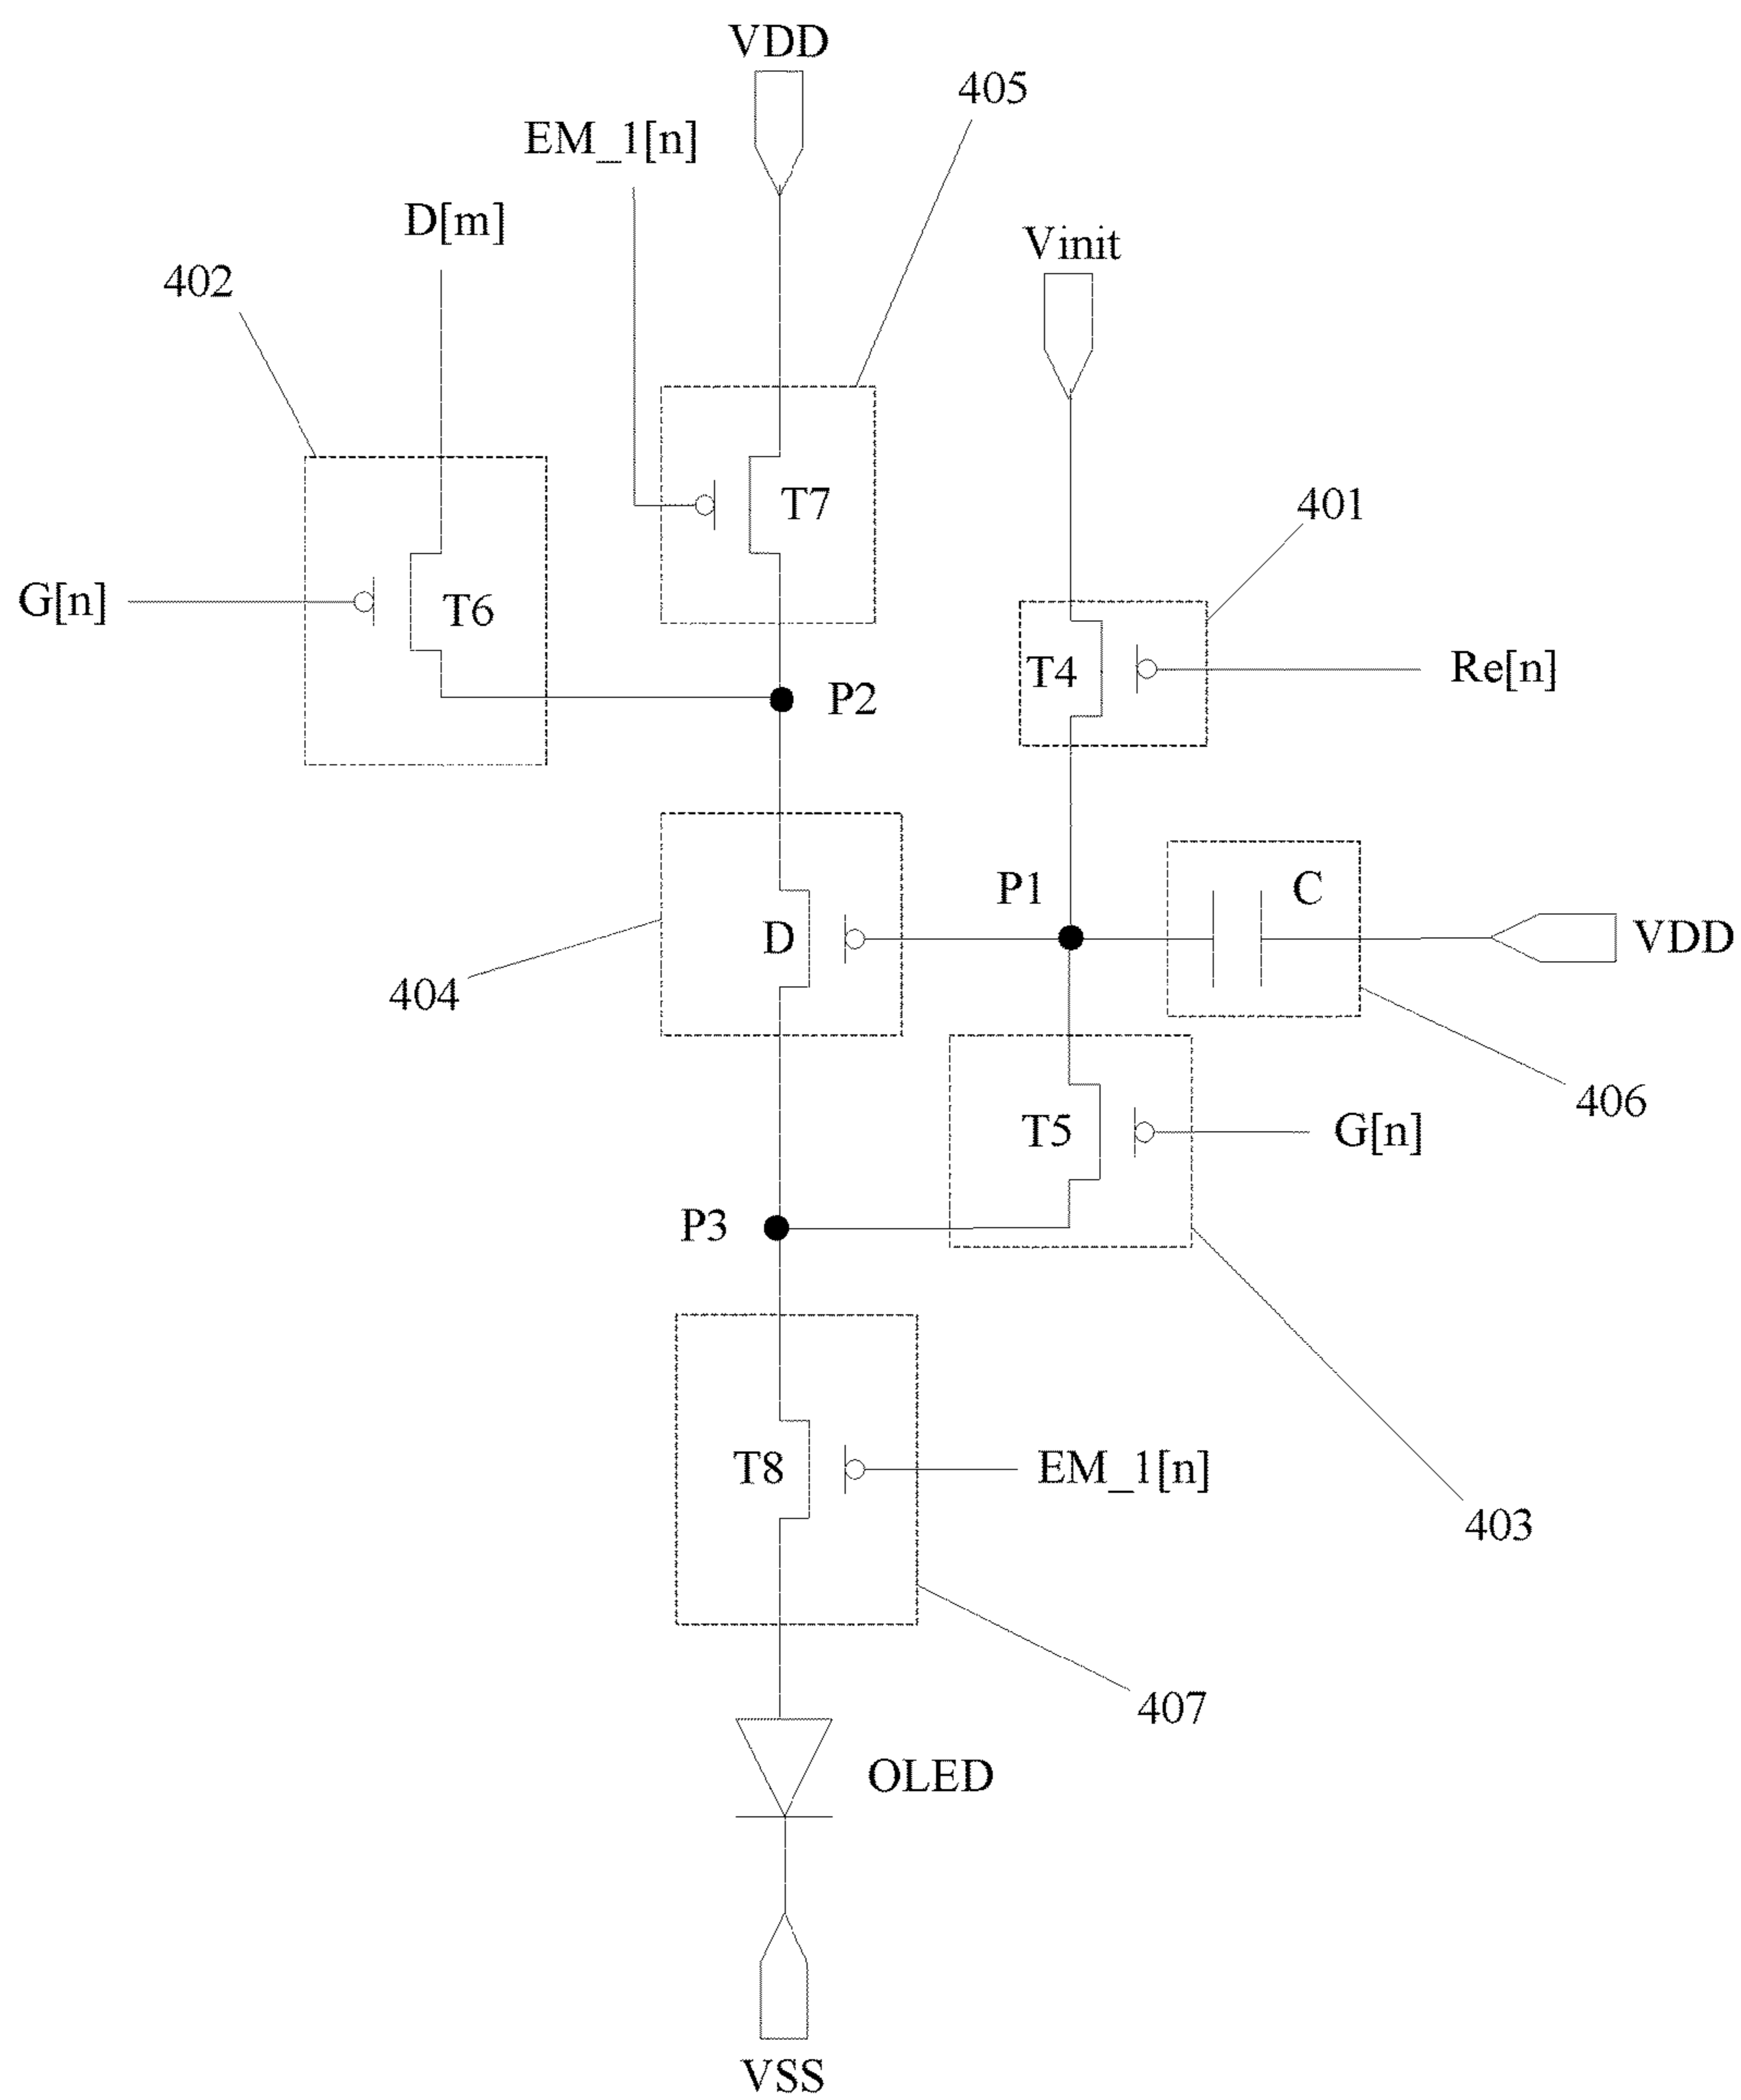 VDD
405
EM_1[n]
D[m]
Vinit
402
401
T7
G[n]
T6
T4
Re[n]
P2
P1
C
D
VDD
404
406
T5
G[n]
P3
T8
EM_1[n]
403
407
OLED
VSS